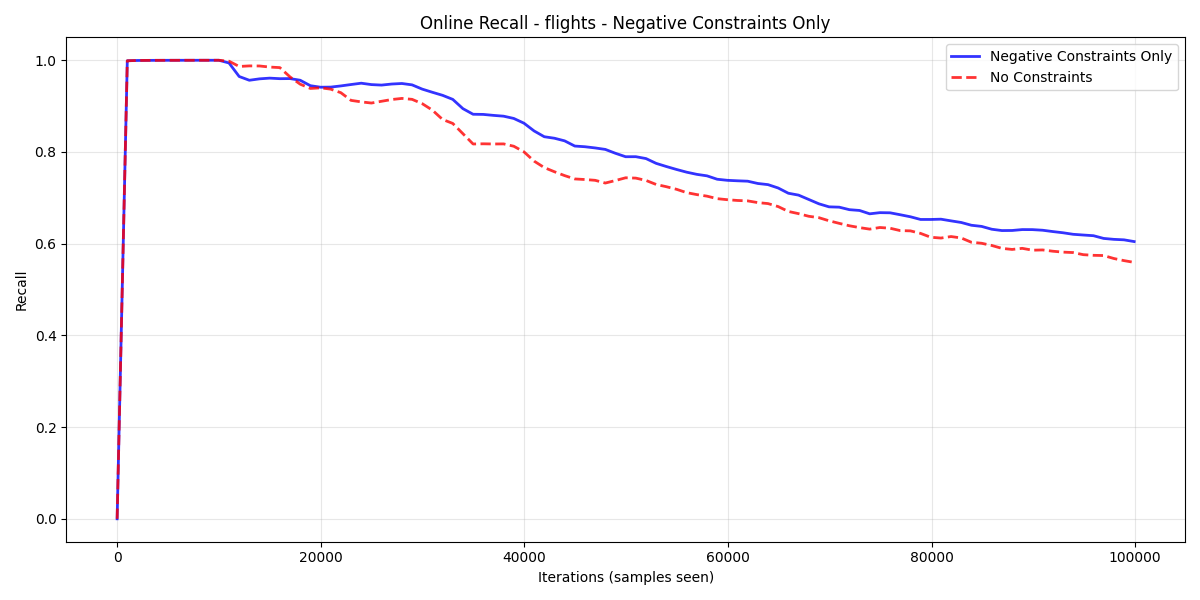 Online Recall - flights - Negative Constraints Only
Negative Constraints Only
No Constraints
Recall
1.0
0.8
0.6
0.4
0.2
0.0
0 20000 40000 60000 80000 100000
Iterations (samples seen)